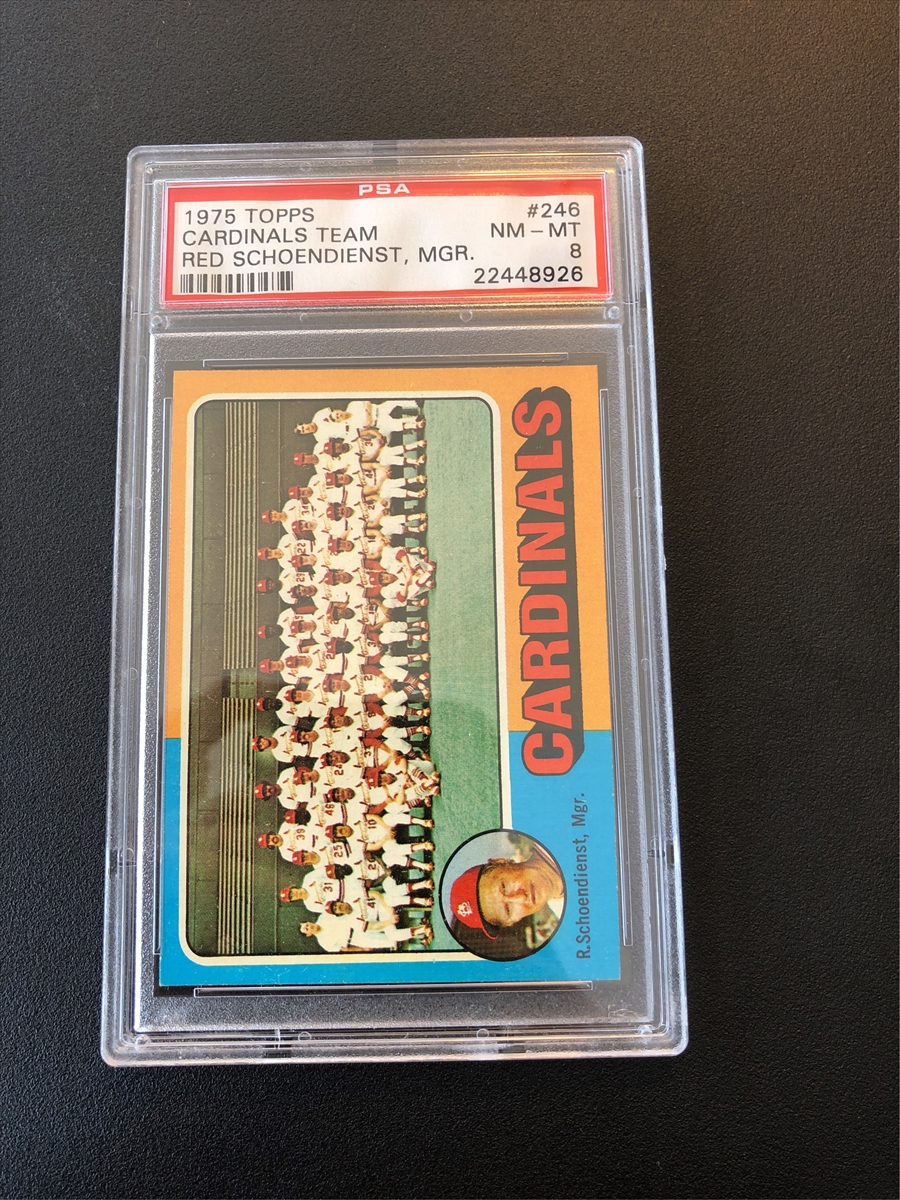 PSA
1975 TOPPS #246
CARDINALS TEAM NM-MT
RED SCHOENDIENST, MGR. 8
22448926
CARDINALS
R.Schoendienst, Mgr.